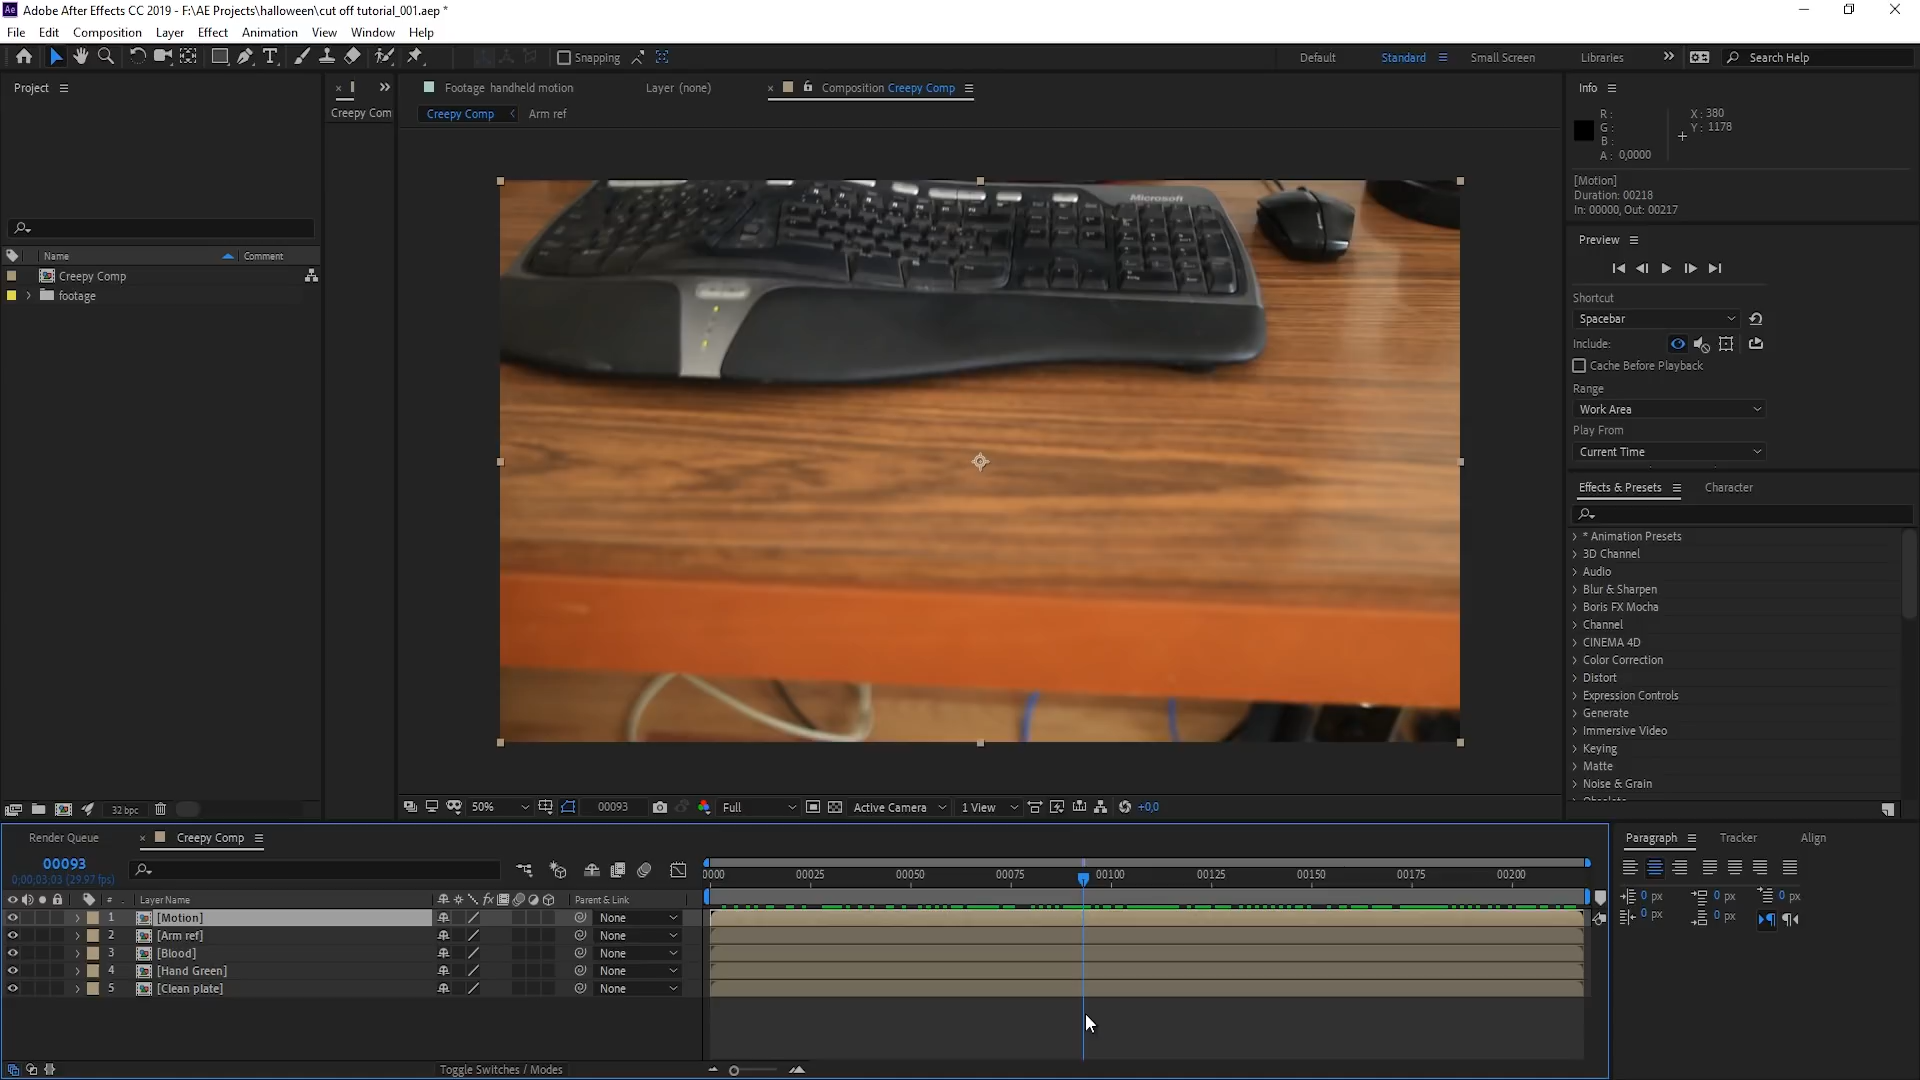 Adobe After Effects CC 2019 - F:\AE Projects\halloween\cut off tutorial_001.aep *
File Edit Composition Layer Effect Animation View Window Help
Snapping Default Standard Small Screen Libraries Search Help
Project
Name Comment
Creepy Comp
footage
32 bpc
Creepy Com
Footage handheld motion Layer (none) Composition Creepy Comp
Creepy Comp Arm ref
Microsoft
50% 00093 Full Active Camera 1 View +0,0
Info
R: X: 380
G: Y: 1178
B:
A: 0,0000
[Motion]
Duration: 00218
In: 00000, Out: 00217
Preview
Shortcut
Spacebar
Include:
Cache Before Playback
Range
Work Area
Play From
Current Time
Effects & Presets Character
* Animation Presets
3D Channel
Audio
Blur & Sharpen
Boris FX Mocha
Channel
CINEMA 4D
Color Correction
Distort
Expression Controls
Generate
Immersive Video
Keying
Matte
Noise & Grain
Render Queue Creepy Comp
00093
0;00;03;03 (29.97 fps)
0000 00025 00050 00075 00100 00125 00150 00175 00200
# Layer Name Parent & Link
1 [Motion] None
2 [Arm ref] None
3 [Blood] None
4 [Hand Green] None
5 [Clean plate] None
Toggle Switches / Modes
Paragraph Tracker Align
0 px 0 px 0 px
0 px 0 px